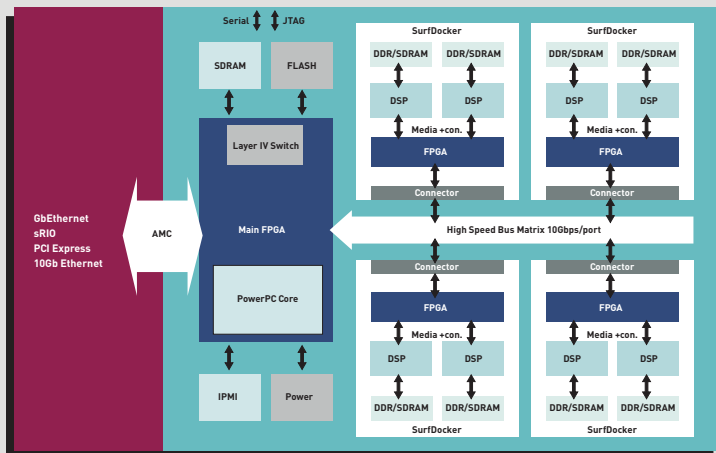 Serial JTAG
SDRAM
FLASH
Layer IV Switch
Main FPGA
PowerPC Core
IPMI
Power
GbEthernet
sRIO
PCI Express
10Gb Ethernet
AMC
High Speed Bus Matrix 10Gbps/port
SurfDocker
DDR/SDRAM DDR/SDRAM
DSP DSP
Media +con.
FPGA
Connector
SurfDocker
DDR/SDRAM DDR/SDRAM
DSP DSP
Media +con.
FPGA
Connector
Connector
FPGA
Media +con.
DSP DSP
DDR/SDRAM DDR/SDRAM
SurfDocker
Connector
FPGA
Media +con.
DSP DSP
DDR/SDRAM DDR/SDRAM
SurfDocker